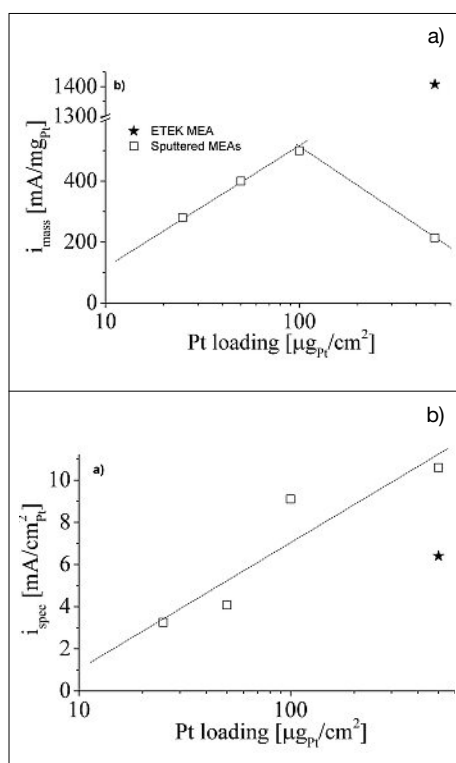 a)
b)
1400
1300
★ ETEK MEA
□ Sputtered MEAs
400
200
0
i_mass [mA/mg_Pt]
10
100
Pt loading [μg_Pt/cm²]
b)
a)
10
8
6
4
2
0
i_spec [mA/cm²_Pt]
10
100
Pt loading [μg_Pt/cm²]